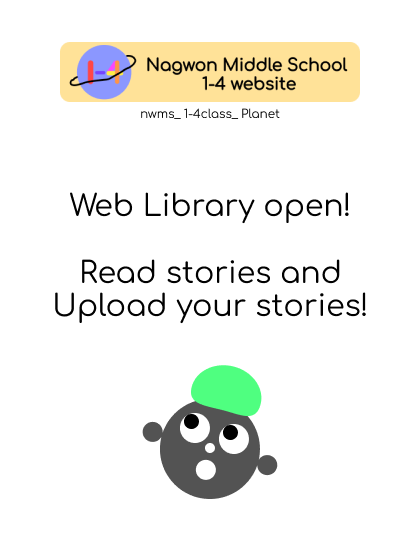 1-4
Nagwon Middle School
1-4 website
nwms_ 1-4class_ Planet
Web Library open!
Read stories and
Upload your stories!